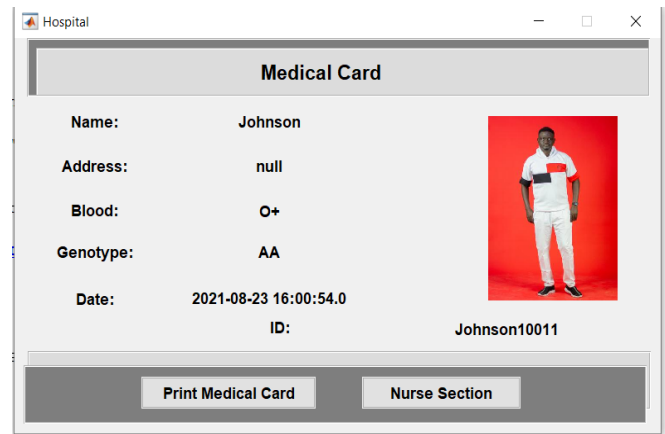 Hospital
Medical Card
Name: Johnson
Address: null
Blood: O+
Genotype: AA
Date: 2021-08-23 16:00:54.0
ID: Johnson10011
Print Medical Card Nurse Section